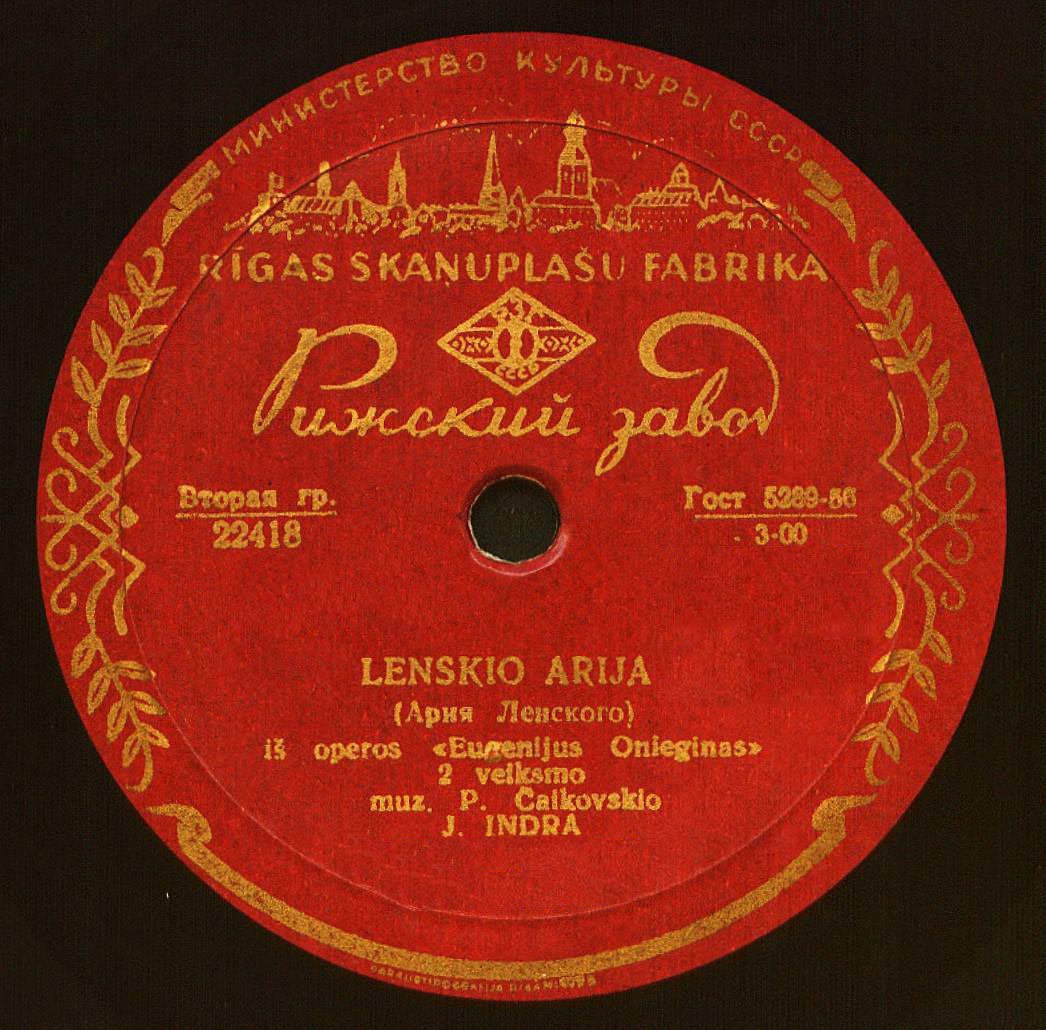 МИНИСТЕРСТВО КУЛЬТУРЫ СССР
RĪGAS SKAŅUPLAŠU FABRIKA
СССР
Рижский завод
Вторая гр.
22418
Гост 5289-56
3-00
LENSKIO ARIJA
(Ария Ленского)
iš operos «Eugenijus Onieginas»
2 veiksmo
muz. P. Čaikovskio
J. INDRA